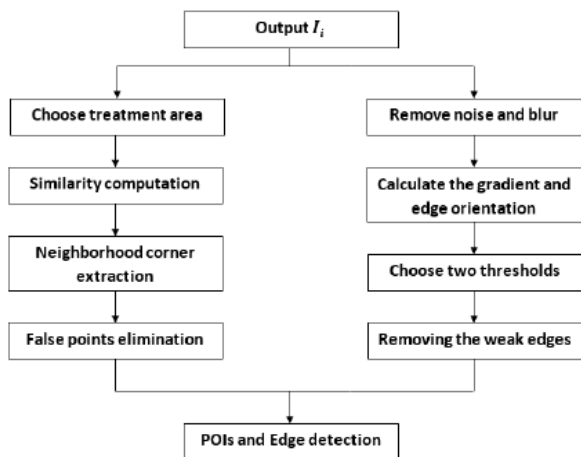 Output I_i
Choose treatment area
Remove noise and blur
Similarity computation
Calculate the gradient and
edge orientation
Neighborhood corner
extraction
Choose two thresholds
False points elimination
Removing the weak edges
POIs and Edge detection